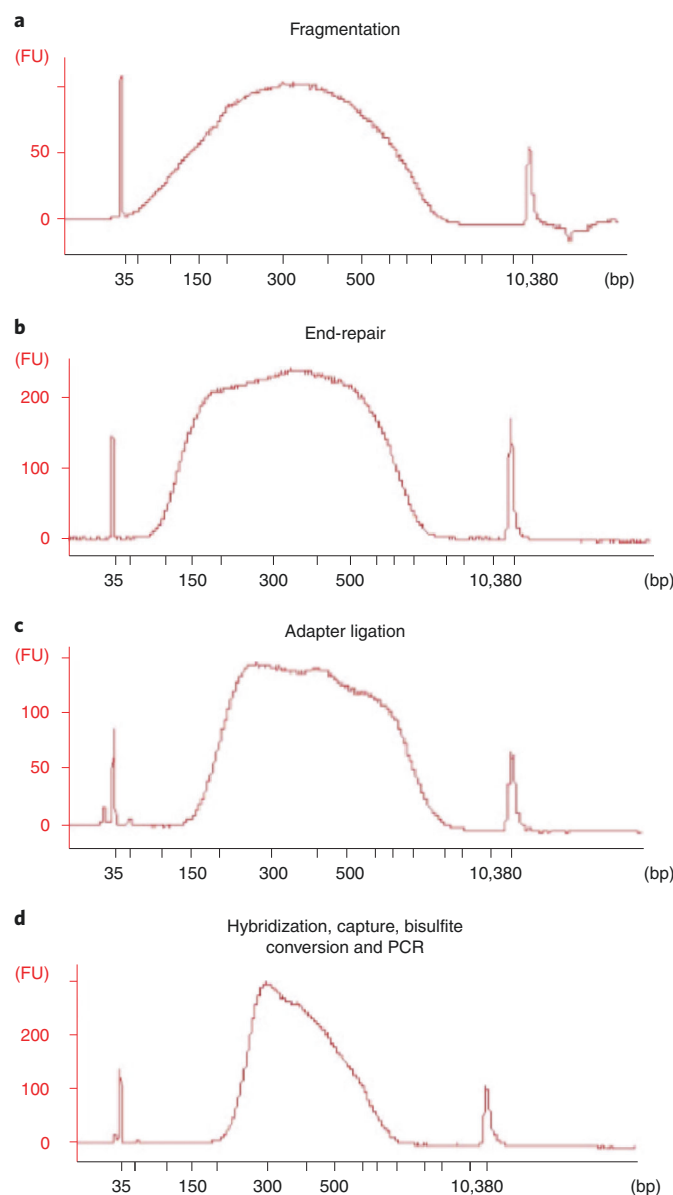 a
Fragmentation
(FU)
50
0
35 150 300 500 10,380 (bp)
b
End-repair
(FU)
200
100
0
35 150 300 500 10,380 (bp)
c
Adapter ligation
(FU)
100
50
0
35 150 300 500 10,380 (bp)
d
Hybridization, capture, bisulfite
conversion and PCR
(FU)
200
100
0
35 150 300 500 10,380 (bp)